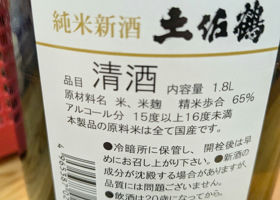 純米新酒 土佐鶴
品目 清酒 内容量 1.8L
原材料名 米、米麹 精米歩合 65%
アルコール分 15度以上16度未満
本製品の原料米は全て国産です。
●冷暗所に保管し、開栓後は早
めにお召し上がり下さい。●新酒の
成分が沈殿する場合がありますが、
品質には問題ございません。
●飲酒は20歳になってから